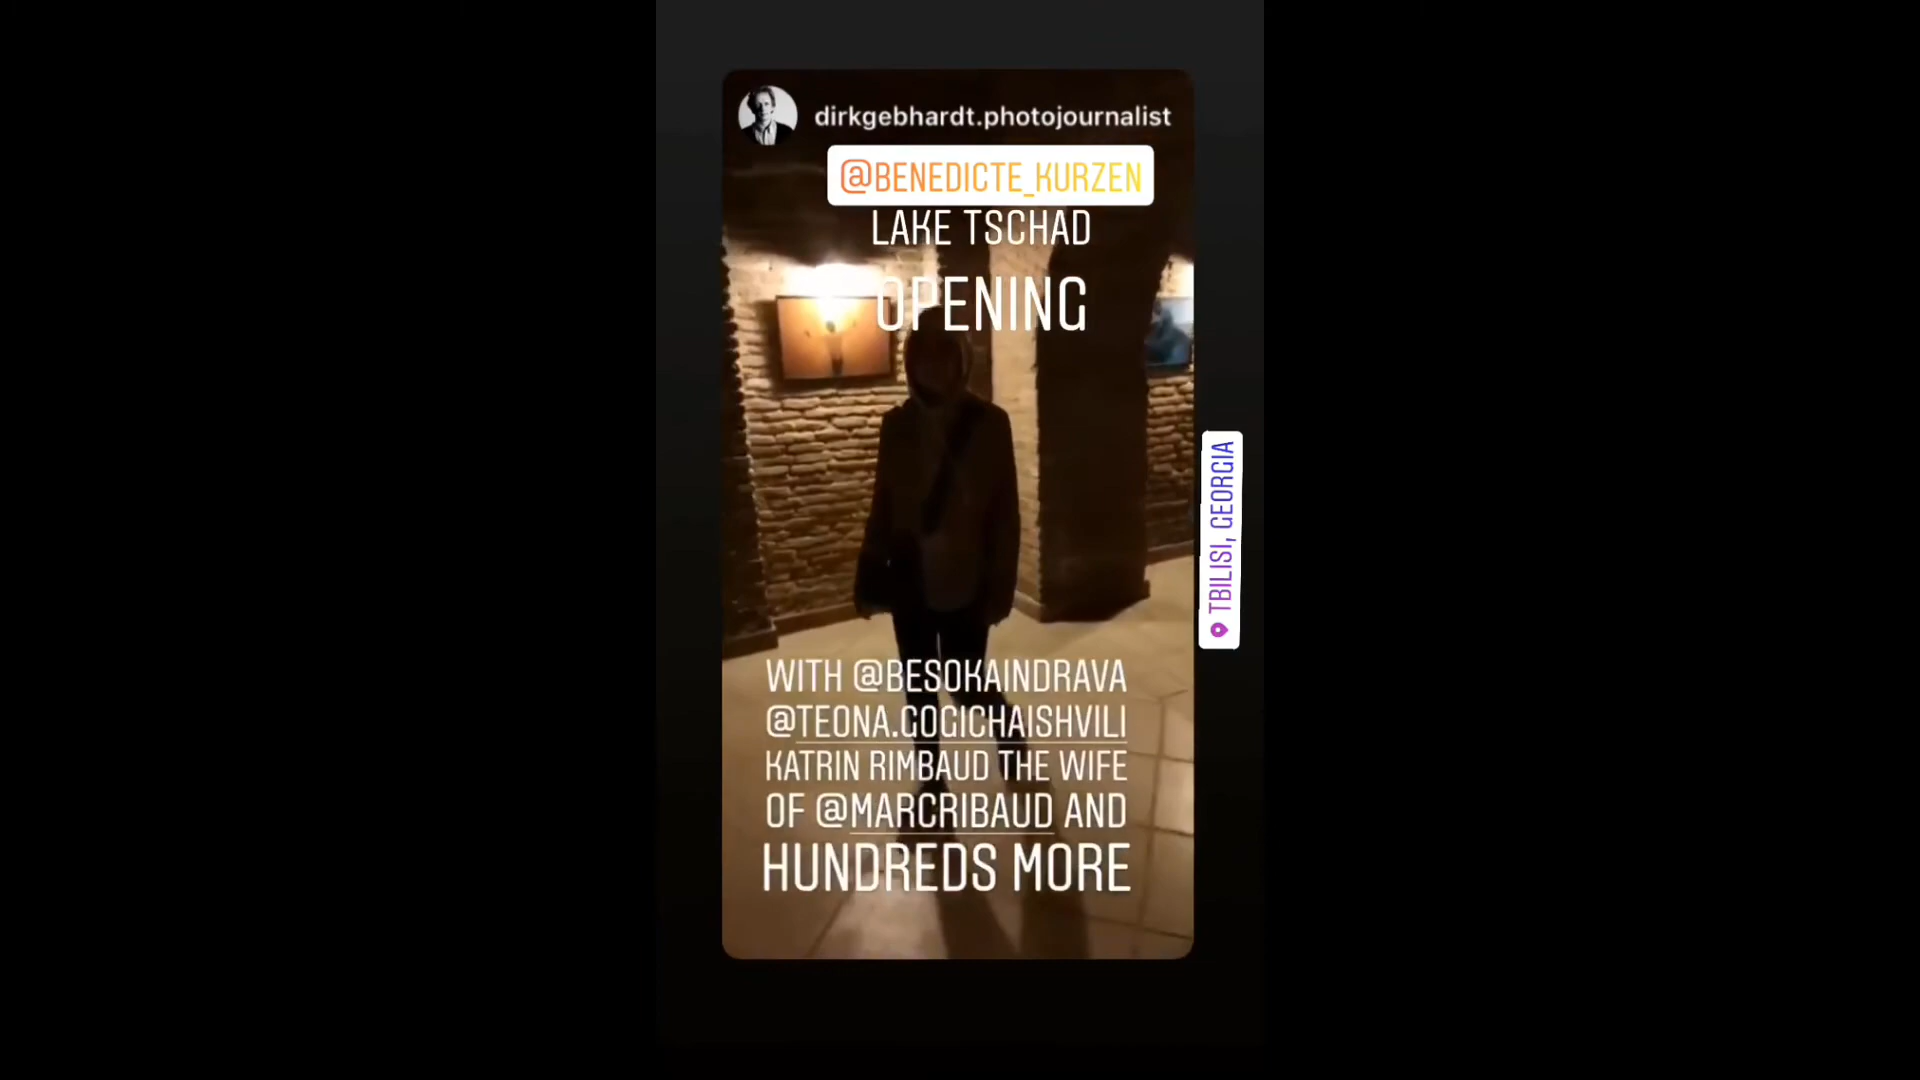 dirkgebhardt.photojournalist
@BENEDICTE_KURZEN
LAKE TSCHAD
OPENING
TBILISI, GEORGIA
WITH @BESOKAINDRAVA
@TEONA.GOGICHAISHVILI
KATRIN RIMBAUD THE WIFE
OF @MARCRIBAUD AND
HUNDREDS MORE